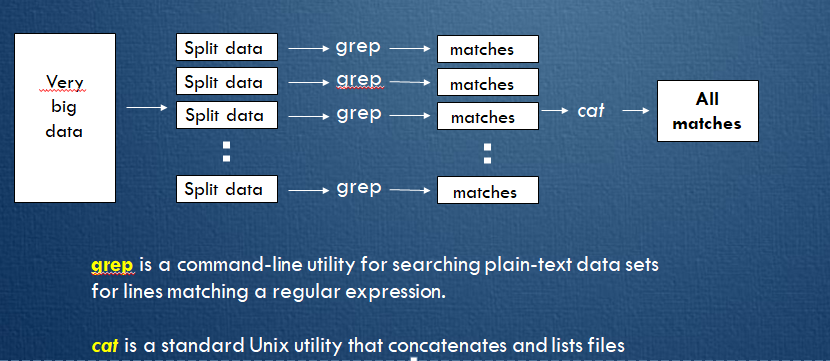 Very
big
data
Split data
grep
matches
Split data
grep
matches
Split data
grep
matches
Split data
grep
matches
cat
All
matches
grep is a command-line utility for searching plain-text data sets
for lines matching a regular expression.
cat is a standard Unix utility that concatenates and lists files